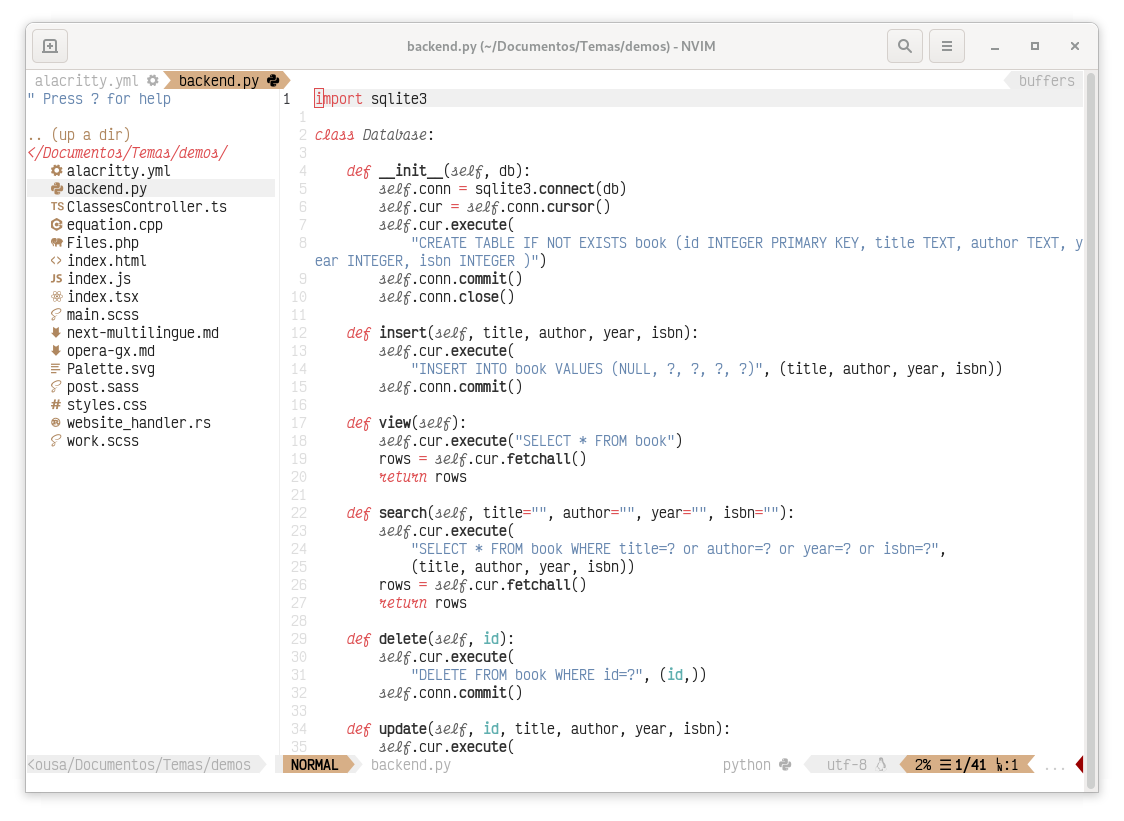 backend.py (~/Documentos/Temas/demos) - NVIM
alacritty.yml backend.py buffers
" Press ? for help
.. (up a dir)
</Documentos/Temas/demos/
alacritty.yml
backend.py
TS ClassesController.ts
equation.cpp
Files.php
index.html
JS index.js
index.tsx
main.scss
next-multilingue.md
opera-gx.md
Palette.svg
post.sass
styles.css
website_handler.rs
work.scss
1 import sqlite3
1
2 class Database:
3
4     def __init__(self, db):
5         self.conn = sqlite3.connect(db)
6         self.cur = self.conn.cursor()
7         self.cur.execute(
8             "CREATE TABLE IF NOT EXISTS book (id INTEGER PRIMARY KEY, title TEXT, author TEXT, y
ear INTEGER, isbn INTEGER )")
9         self.conn.commit()
10         self.conn.close()
11
12     def insert(self, title, author, year, isbn):
13         self.cur.execute(
14             "INSERT INTO book VALUES (NULL, ?, ?, ?, ?)", (title, author, year, isbn))
15         self.conn.commit()
16
17     def view(self):
18         self.cur.execute("SELECT * FROM book")
19         rows = self.cur.fetchall()
20         return rows
21
22     def search(self, title="", author="", year="", isbn=""):
23         self.cur.execute(
24             "SELECT * FROM book WHERE title=? or author=? or year=? or isbn=?",
25             (title, author, year, isbn))
26         rows = self.cur.fetchall()
27         return rows
28
29     def delete(self, id):
30         self.cur.execute(
31             "DELETE FROM book WHERE id=?", (id,))
32         self.conn.commit()
33
34     def update(self, id, title, author, year, isbn):
35         self.cur.execute(
<ousa/Documentos/Temas/demos NORMAL backend.py python utf-8 2% ☰ 1/41 :1 ...